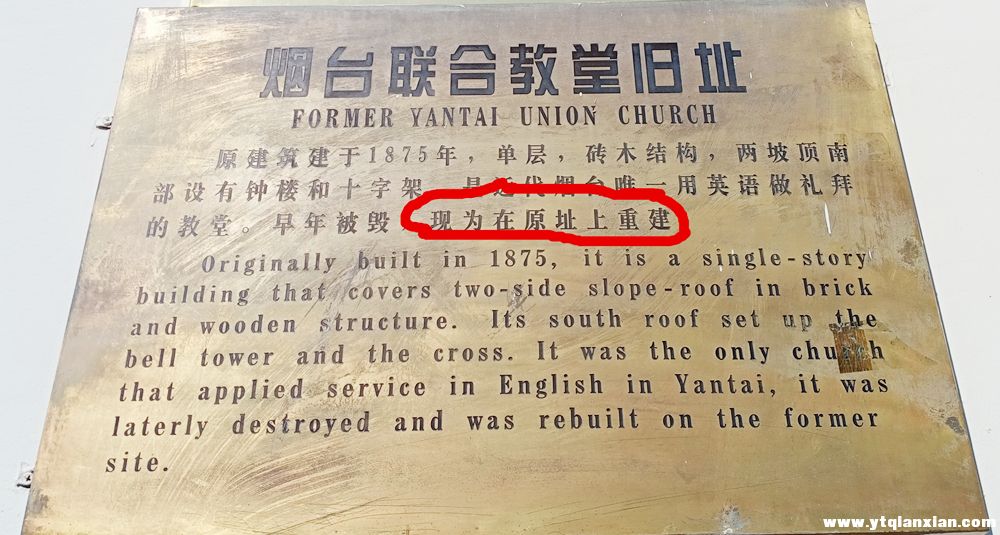 烟台联合教堂旧址
FORMER YANTAI UNION CHURCH
原建筑建于1875年，单层，砖木结构，两坡顶南
部设有钟楼和十字架 是近代烟台唯一用英语做礼拜
的教堂。早年被毁 现为在原址上重建
Originally built in 1875, it is a single-story
building that covers two-side slope-roof in brick
and wooden structure. Its south roof set up the
bell tower and the cross. It was the only church
that applied service in English in Yantai, it was
laterly destroyed and was rebuilt on the former
site.
www.ytqlanxian.com